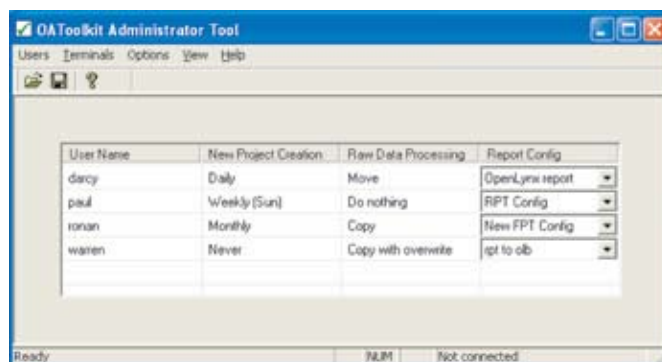 OAToolkit Administrator Tool
Users Terminals Options View Help
User Name New Project Creation Raw Data Processing Report Config
darcy Daily Move OpenLynx report
paul Weekly (Sun) Do nothing RPT Config
ronan Monthly Copy New FPT Config
warren Never Copy with overwrite rpt to olb
Ready NUM Not connected